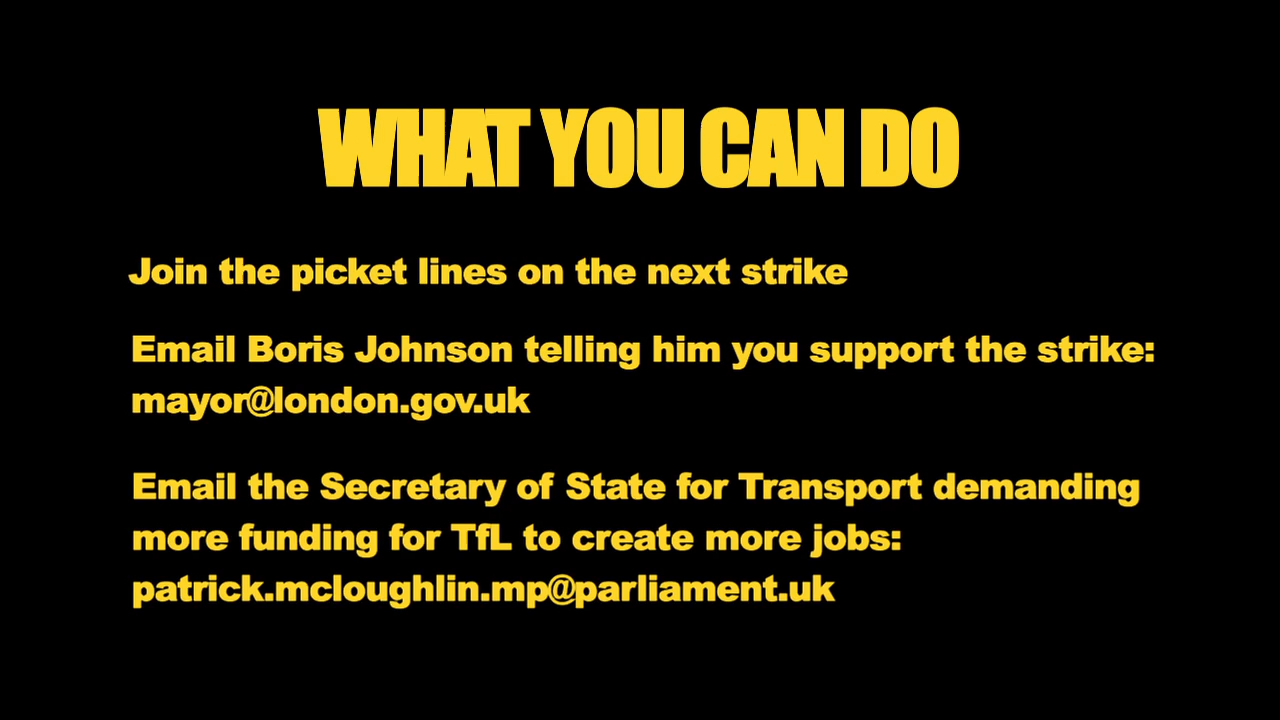 WHAT YOU CAN DO
Join the picket lines on the next strike
Email Boris Johnson telling him you support the strike:
mayor@london.gov.uk
Email the Secretary of State for Transport demanding
more funding for TfL to create more jobs:
patrick.mcloughlin.mp@parliament.uk